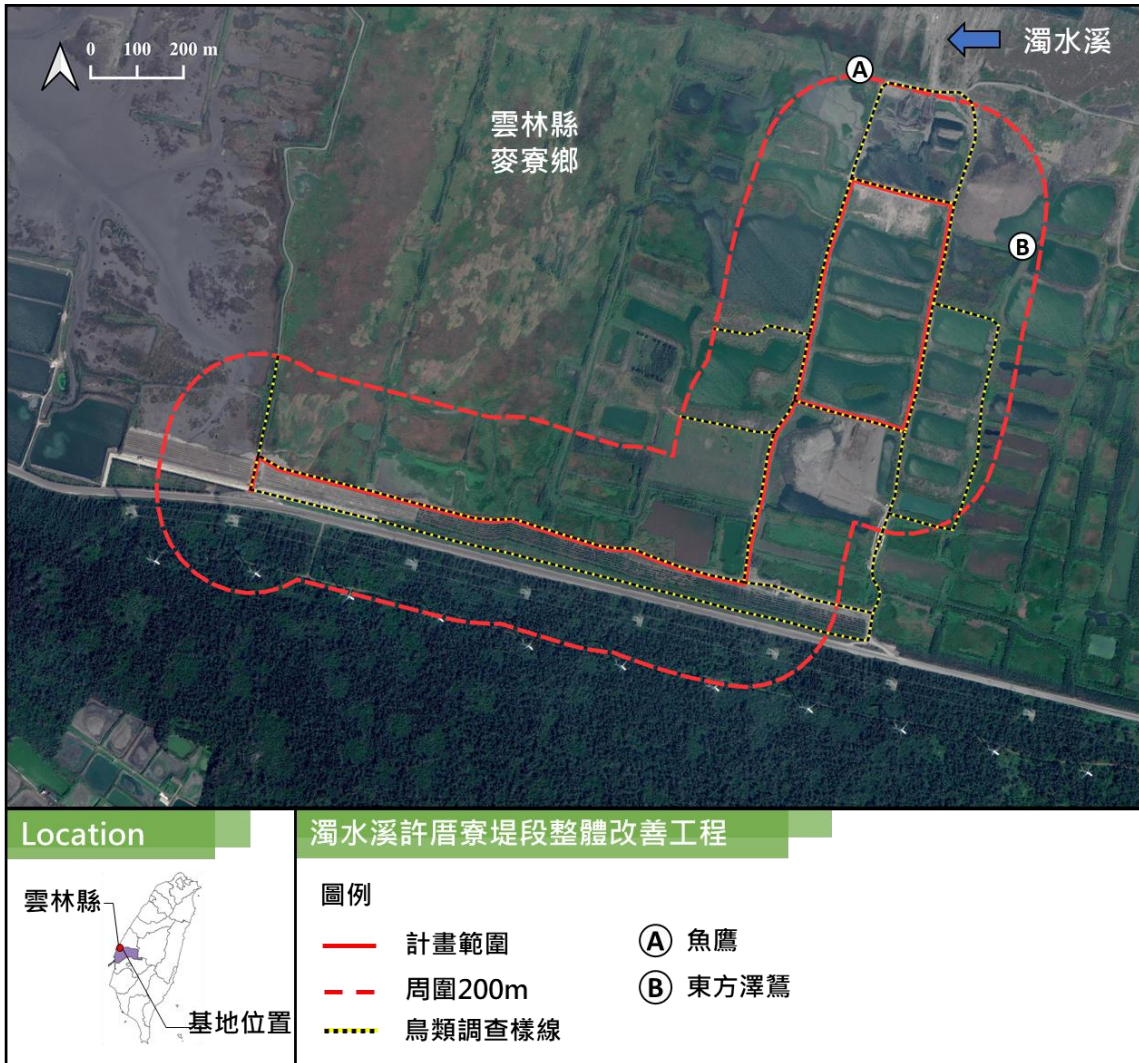 0 100 200 m
濁水溪
A
雲林縣
麥寮鄉
B
Location
雲林縣
基地位置
濁水溪許厝寮堤段整體改善工程
圖例
計畫範圍
周圍200m
鳥類調查樣線
A 魚鷹
B 東方澤鵟